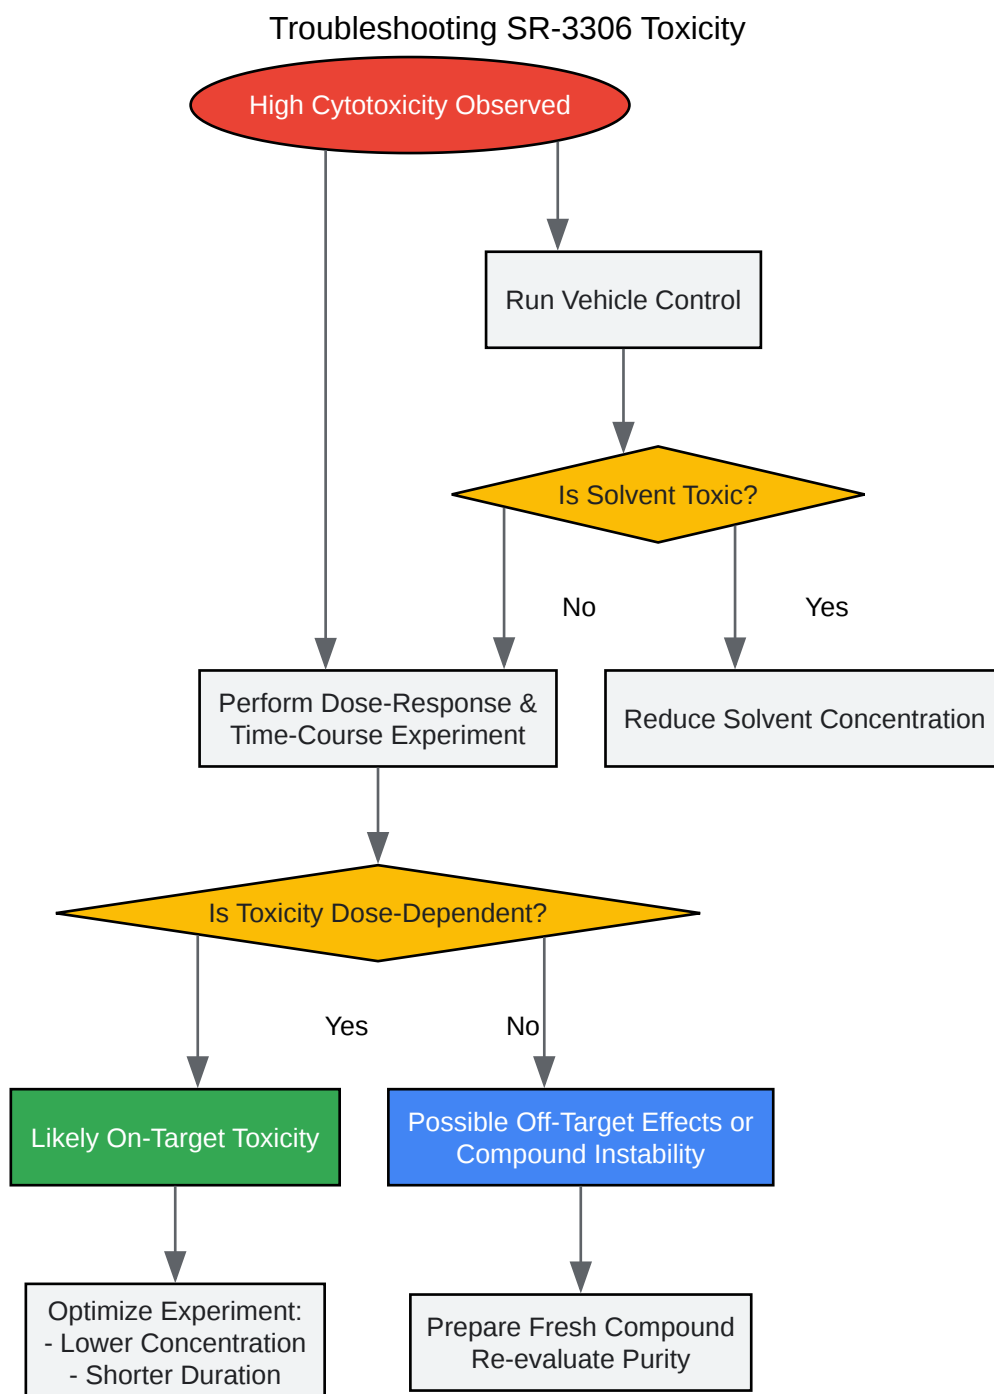 Troubleshooting SR-3306 Toxicity
High Cytotoxicity Observed
Run Vehicle Control
Is Solvent Toxic?
No
Yes
Perform Dose-Response &
Time-Course Experiment
Reduce Solvent Concentration
Is Toxicity Dose-Dependent?
Yes
No
Likely On-Target Toxicity
Possible Off-Target Effects or
Compound Instability
Optimize Experiment:
- Lower Concentration
- Shorter Duration
Prepare Fresh Compound
Re-evaluate Purity